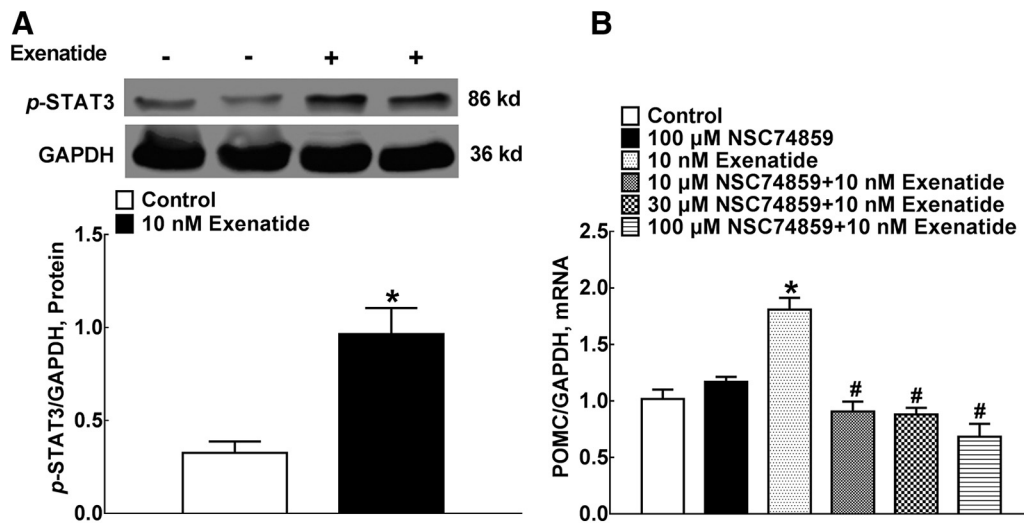 A
Exenatide - - + +
p-STAT3 86 kd
GAPDH 36 kd
Control
10 nM Exenatide
p-STAT3/GAPDH, Protein
1.5
1.0
0.5
0.0
*
B
Control
100 µM NSC74859
10 nM Exenatide
10 µM NSC74859+10 nM Exenatide
30 µM NSC74859+10 nM Exenatide
100 µM NSC74859+10 nM Exenatide
POMC/GAPDH, mRNA
2.5
2.0
1.5
1.0
0.5
0.0
*
# # #